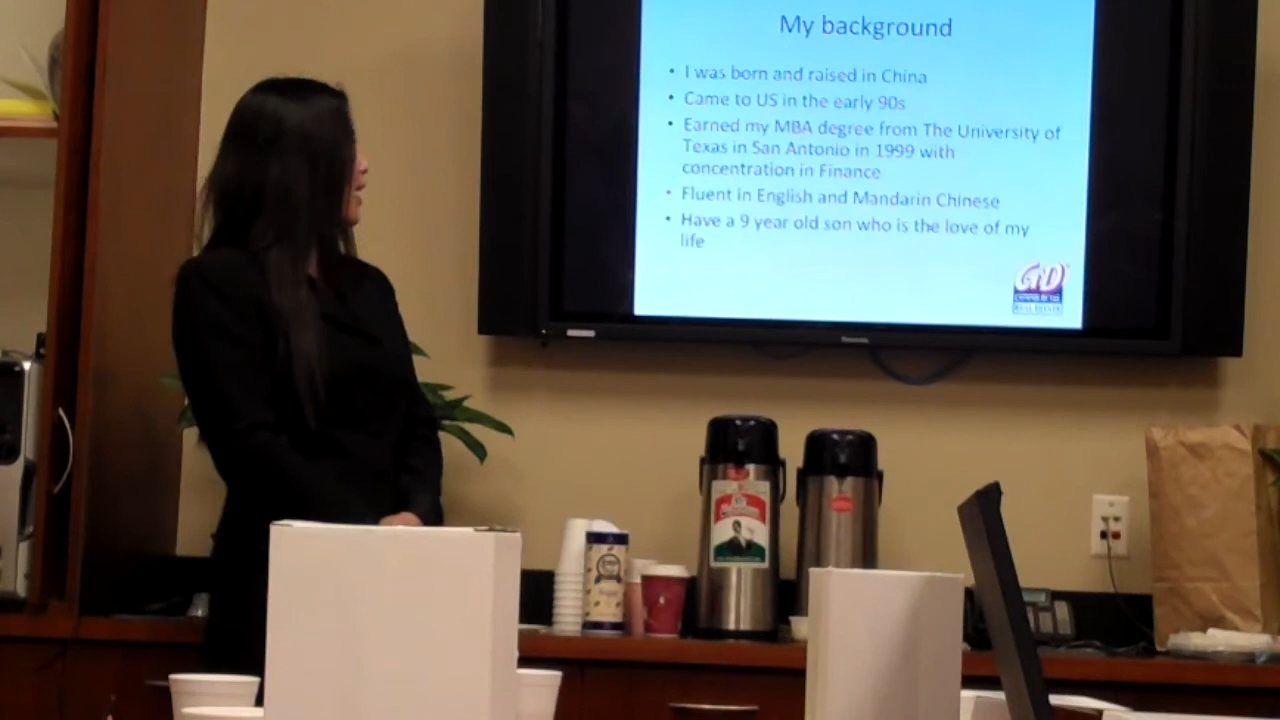 My background
• I was born and raised in China
• Came to US in the early 90s
• Earned my MBA degree from The University of
Texas in San Antonio in 1999 with
concentration in Finance
• Fluent in English and Mandarin Chinese
• Have a 9 year old son who is the love of my
life
Panasonic